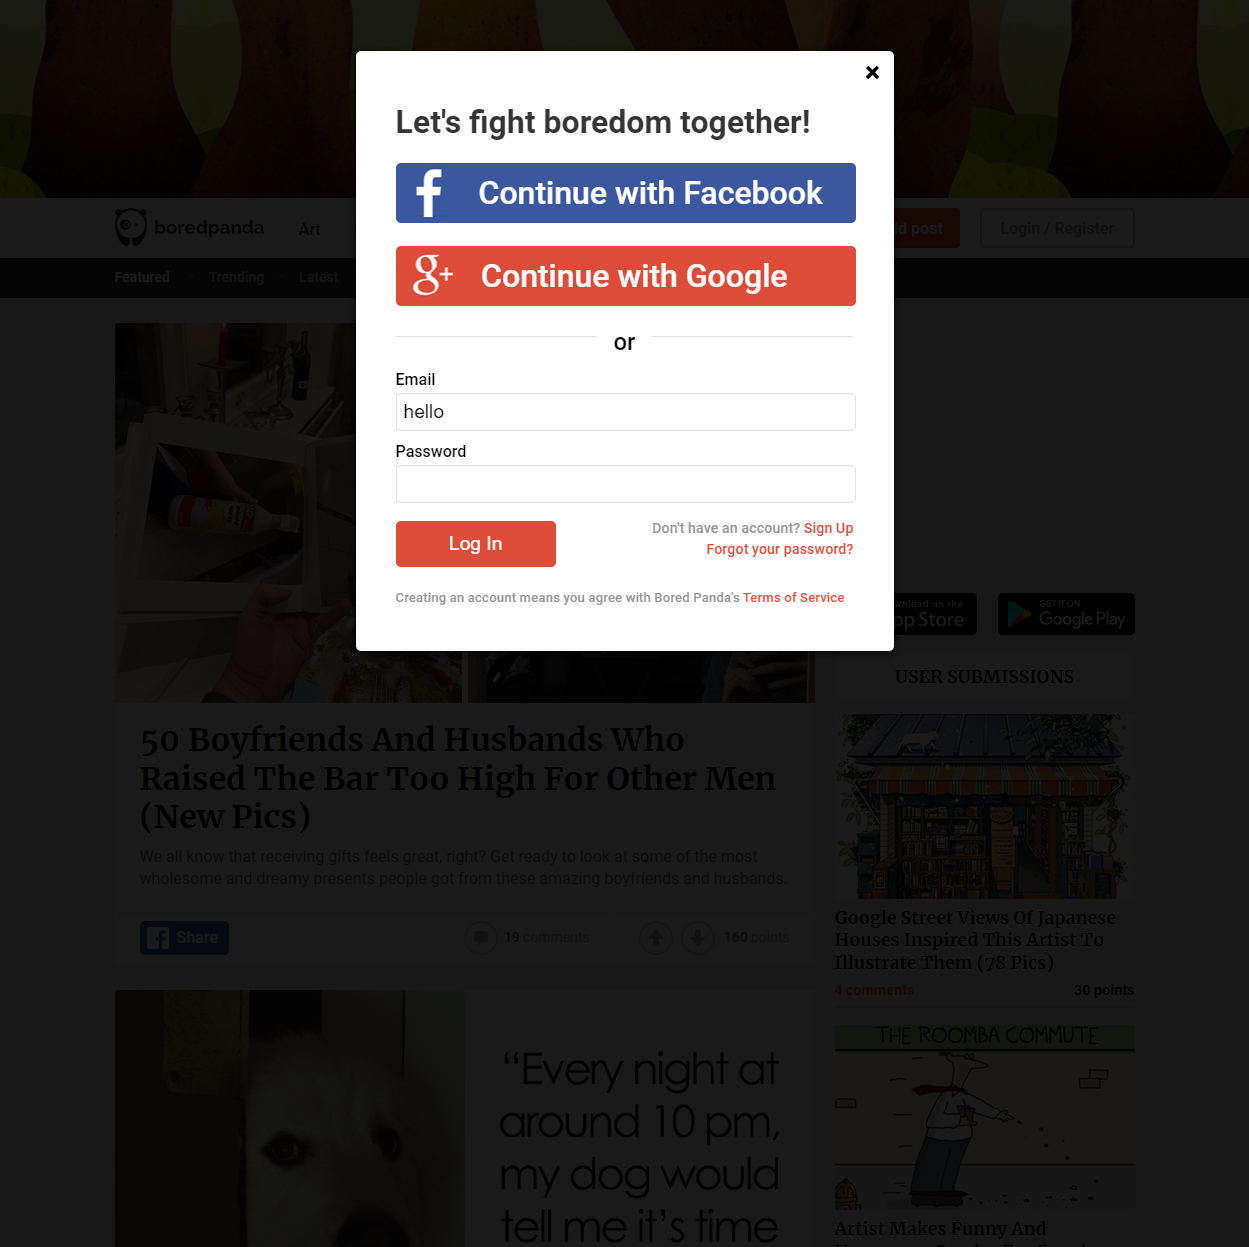 Let's fight boredom together!
Continue with Facebook
g+ Continue with Google
or
Email
hello
Password
Log In
Don't have an account? Sign Up
Forgot your password?
Creating an account means you agree with Bored Panda's Terms of Service
boredpanda
Art
post
Login / Register
Featured
Trending
Latest
50 Boyfriends And Husbands Who
Raised The Bar Too High For Other Men
(New Pics)
We all know that receiving gifts feels great, right? Get ready to look at some of the most
wholesome and dreamy presents people got from these amazing boyfriends and husbands.
Share
19 comments
160 points
“Every night at
around 10 pm,
my dog would
tell me it's time
on the
Store
GET IT ON
Google Play
USER SUBMISSIONS
Google Street Views Of Japanese
Houses Inspired This Artist To
Illustrate Them (78 Pics)
4 comments
30 points
THE ROOMBA COMMUTE
Artist Makes Funny And